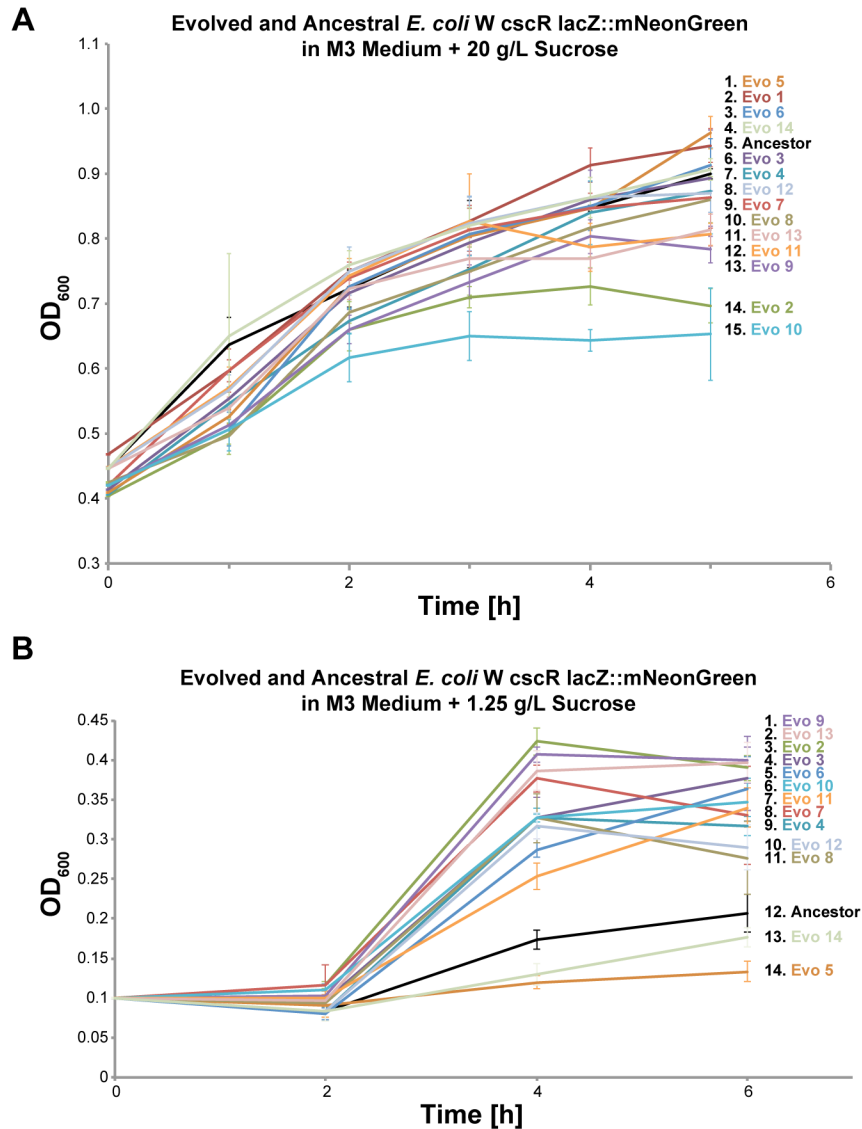 A
Evolved and Ancestral E. coli W cscR lacZ::mNeonGreen
in M3 Medium + 20 g/L Sucrose
1.1
1.0
0.9
0.8
0.7
0.6
0.5
0.4
0.3
OD600
0
2
4
6
Time [h]
1. Evo 5
2. Evo 1
3. Evo 6
4. Evo 14
5. Ancestor
6. Evo 3
7. Evo 4
8. Evo 12
9. Evo 7
10. Evo 8
11. Evo 13
12. Evo 11
13. Evo 9
14. Evo 2
15. Evo 10
B
Evolved and Ancestral E. coli W cscR lacZ::mNeonGreen
in M3 Medium + 1.25 g/L Sucrose
0.45
0.4
0.35
0.3
0.25
0.2
0.15
0.1
0.05
0
OD600
0
2
4
6
Time [h]
1. Evo 9
2. Evo 13
3. Evo 2
4. Evo 3
5. Evo 6
6. Evo 10
7. Evo 11
8. Evo 7
9. Evo 4
10. Evo 12
11. Evo 8
12. Ancestor
13. Evo 14
14. Evo 5